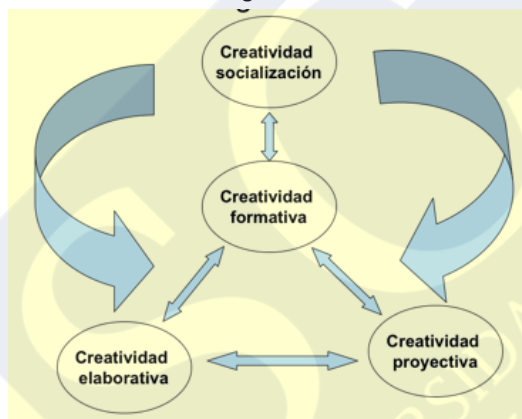 Creatividad
socialización
Creatividad
formativa
Creatividad
elaborativa
Creatividad
proyectiva